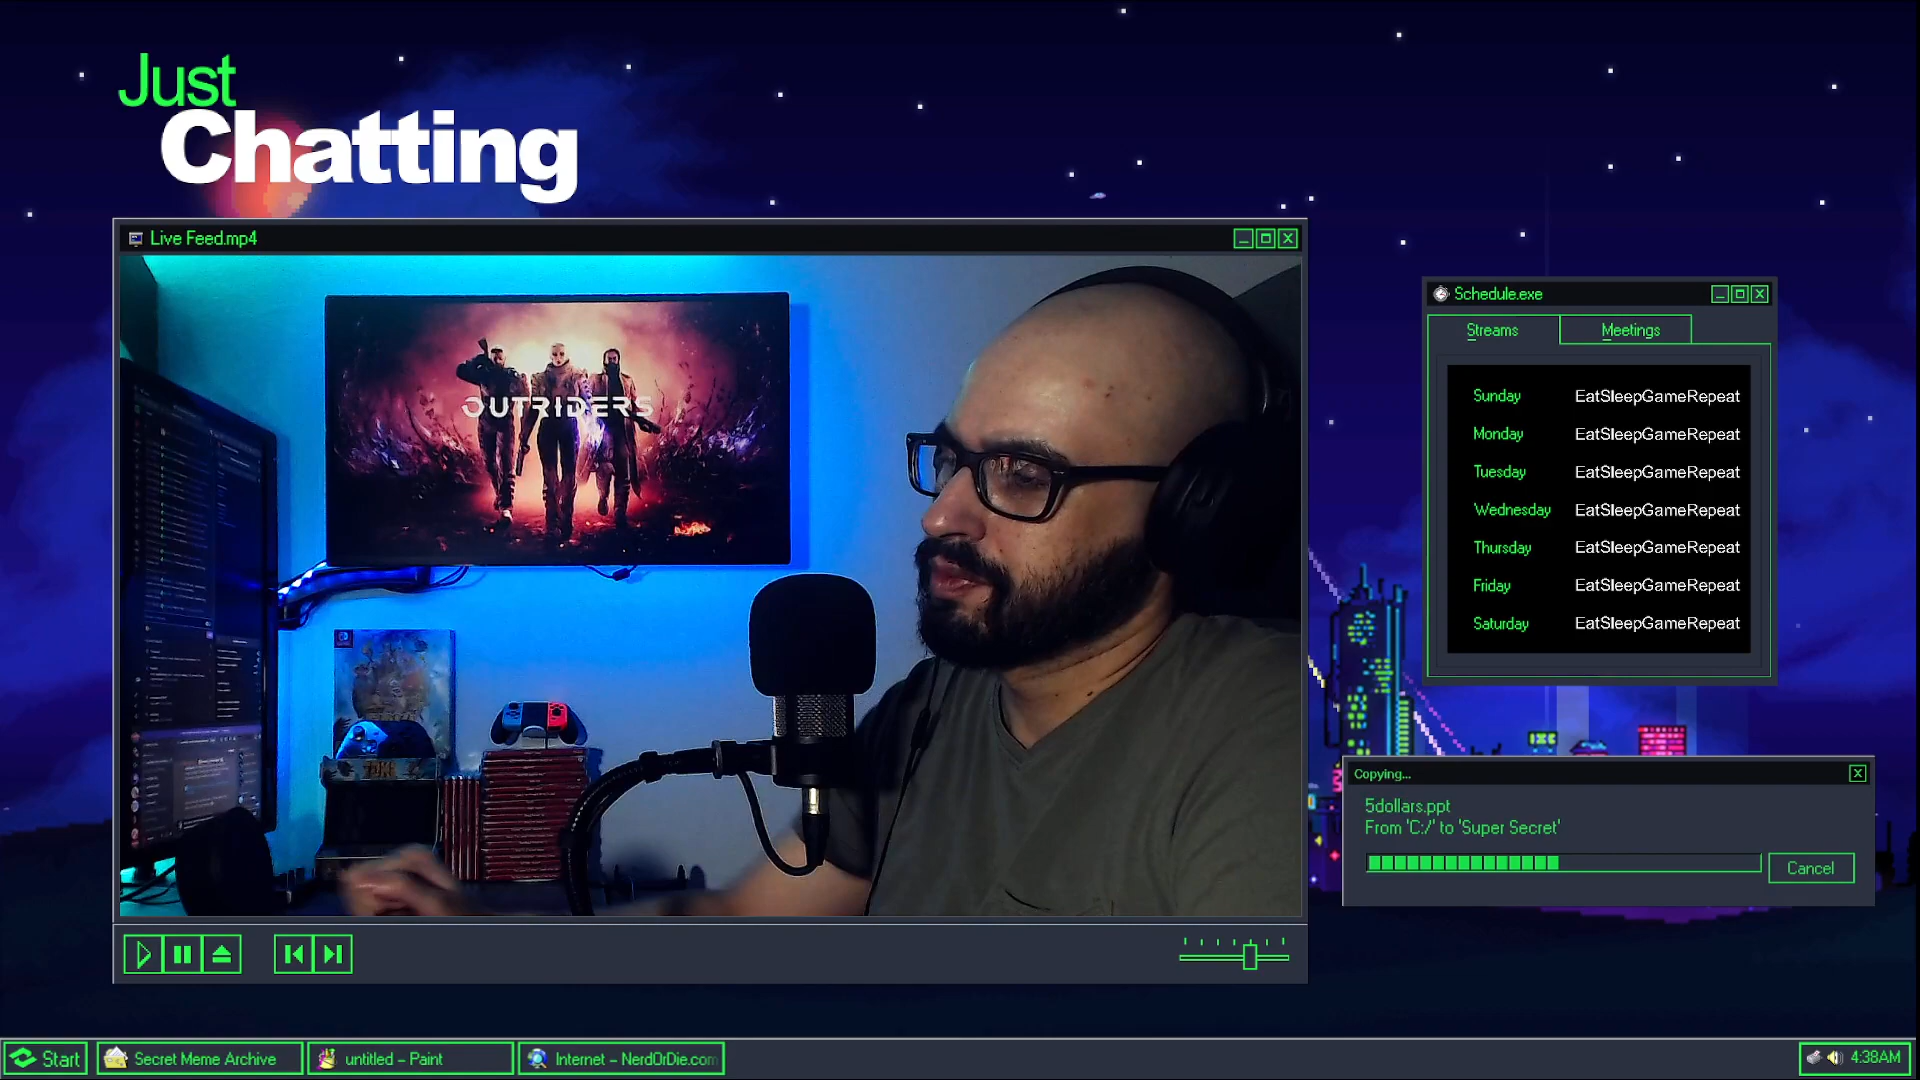 Just
Chatting
Live Feed.mp4
OUTRIDERS
Schedule.exe
Streams
Meetings
Sunday EatSleepGameRepeat
Monday EatSleepGameRepeat
Tuesday EatSleepGameRepeat
Wednesday EatSleepGameRepeat
Thursday EatSleepGameRepeat
Friday EatSleepGameRepeat
Saturday EatSleepGameRepeat
Copying...
5dollars.ppt
From 'C:/' to 'Super Secret'
Cancel
Start
Secret Meme Archive
untitled - Paint
Internet - NerdOrDie.com
4:38AM